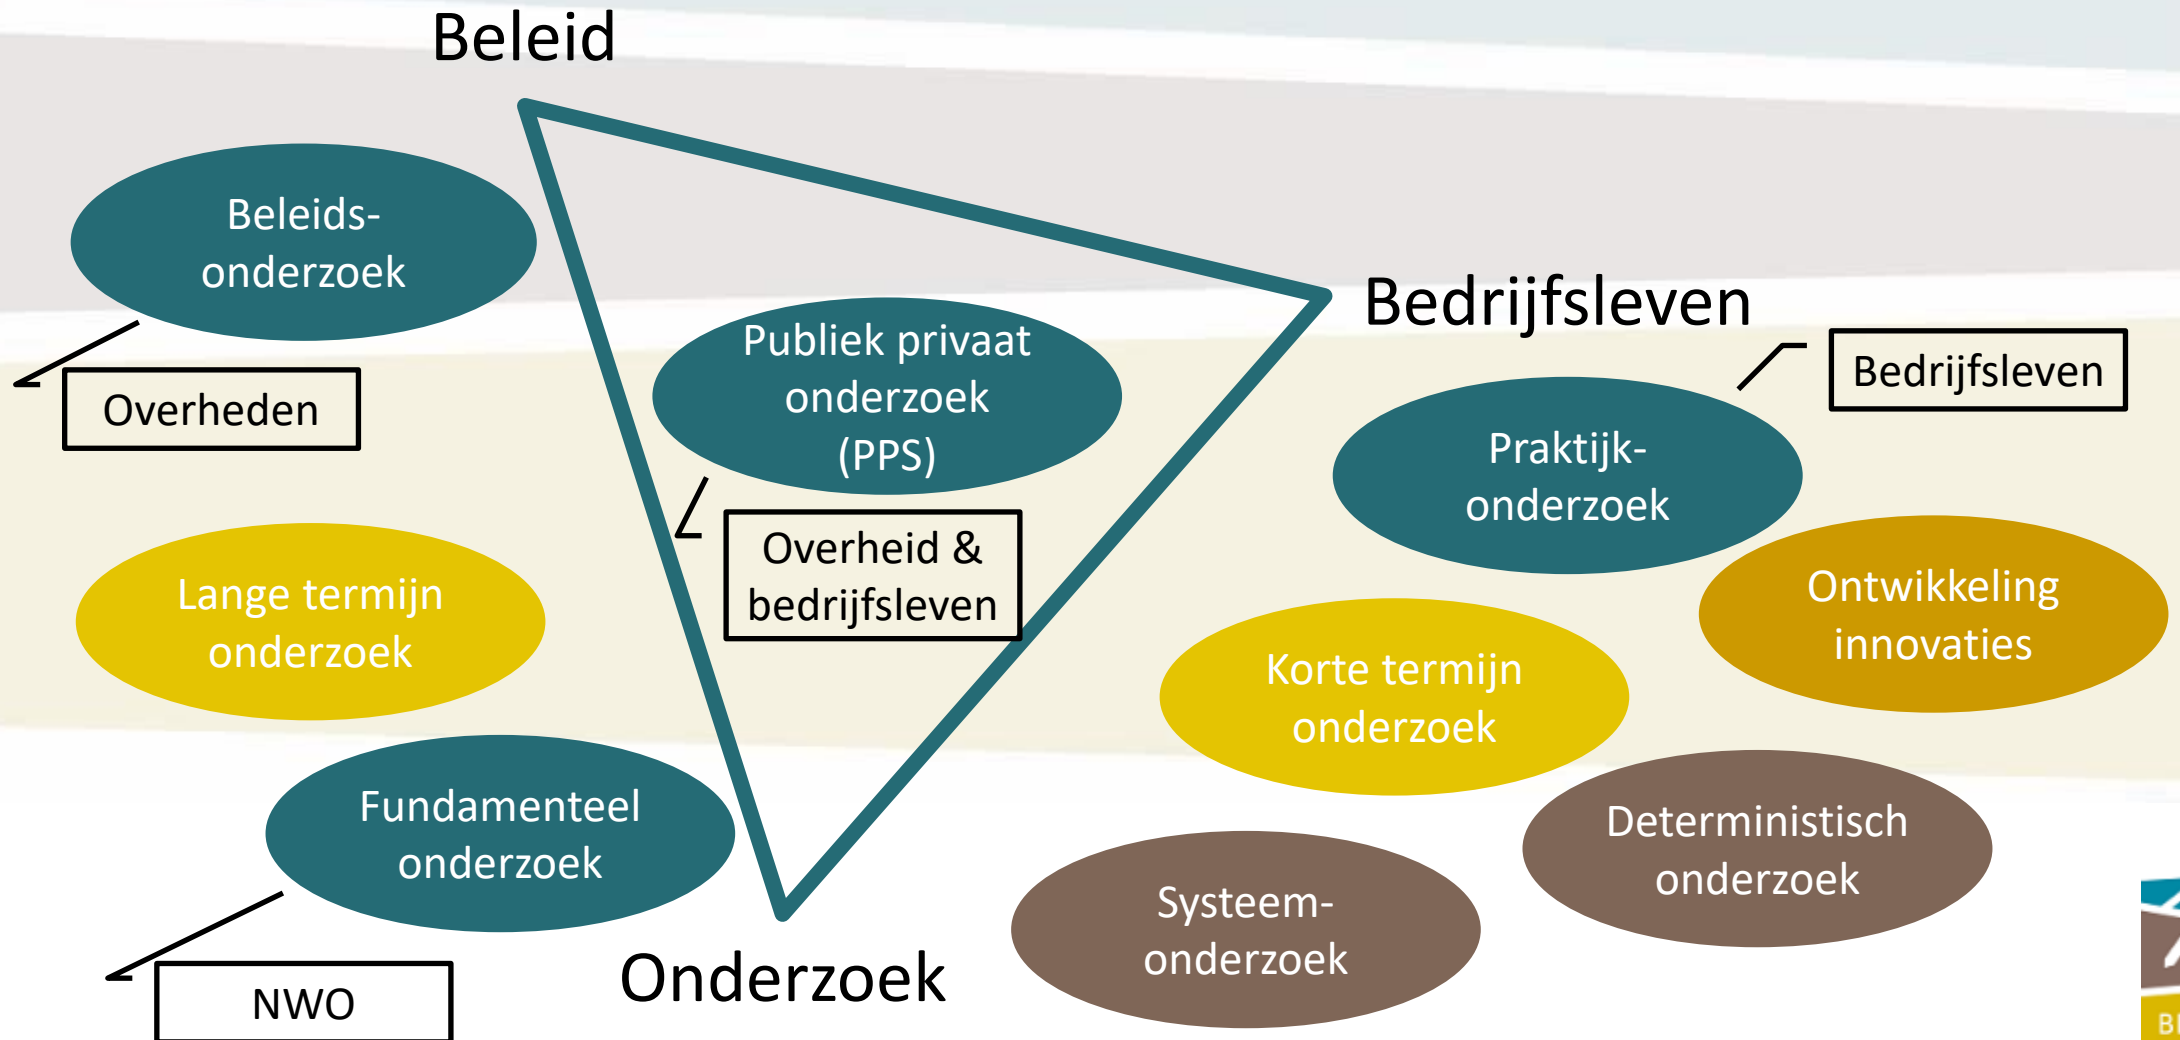 Beleid
Beleids-
onderzoek
Overheden
Publiek privaat
onderzoek
(PPS)
Overheid &
bedrijfsleven
Bedrijfsleven
Bedrijfsleven
Praktijk-
onderzoek
Ontwikkeling
innovaties
Lange termijn
onderzoek
Korte termijn
onderzoek
Fundamenteel
onderzoek
Deterministisch
onderzoek
Systeem-
onderzoek
Onderzoek
NWO